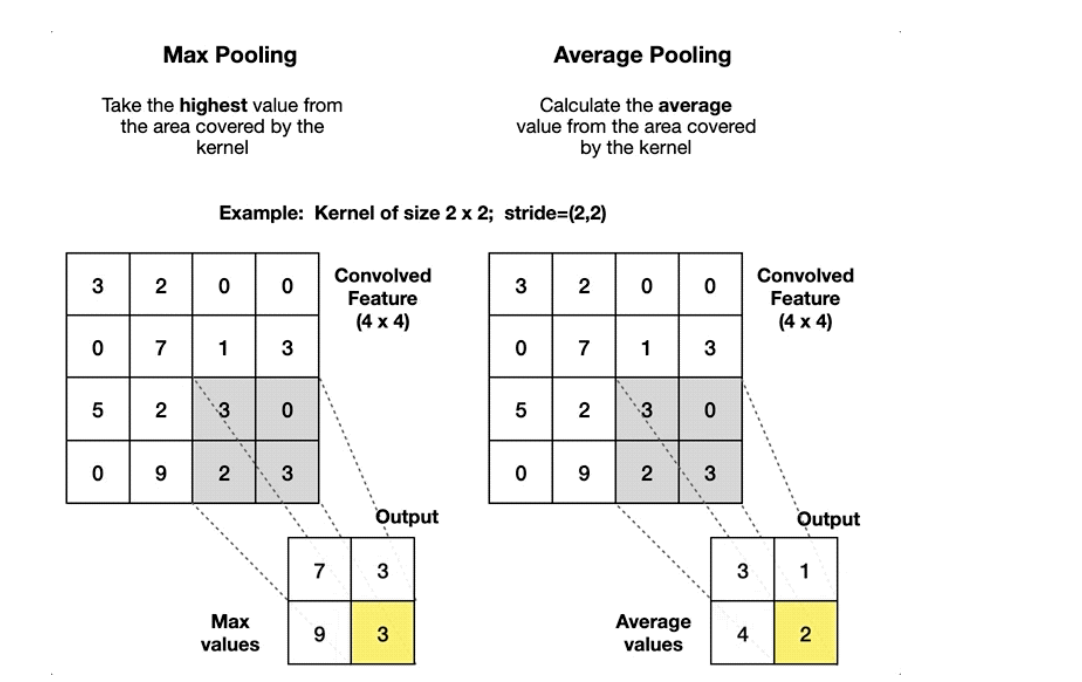 Max Pooling
Take the highest value from
the area covered by the
kernel
Average Pooling
Calculate the average
value from the area covered
by the kernel
Example: Kernel of size 2 x 2; stride=(2,2)
3 2 0 0
0 7 1 3
5 2 3 0
0 9 2 3
Convolved
Feature
(4 x 4)
Output
7 3
9 3
Max
values
3 2 0 0
0 7 1 3
5 2 3 0
0 9 2 3
Convolved
Feature
(4 x 4)
Output
3 1
4 2
Average
values